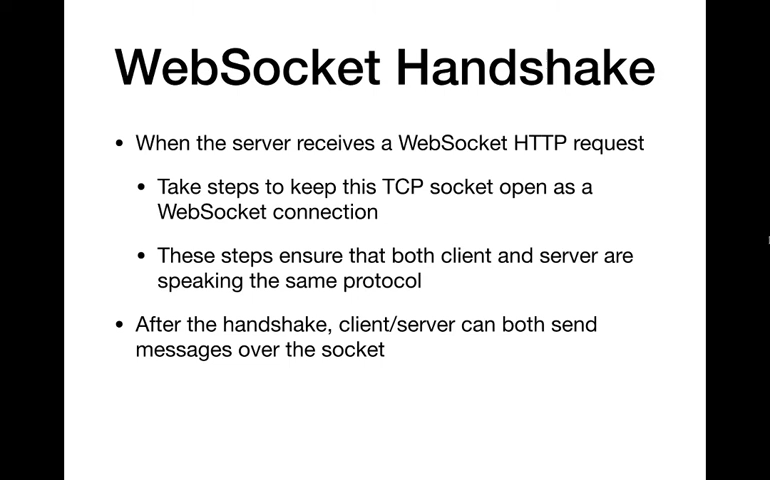 WebSocket Handshake
• When the server receives a WebSocket HTTP request
• Take steps to keep this TCP socket open as a
WebSocket connection
• These steps ensure that both client and server are
speaking the same protocol
• After the handshake, client/server can both send
messages over the socket